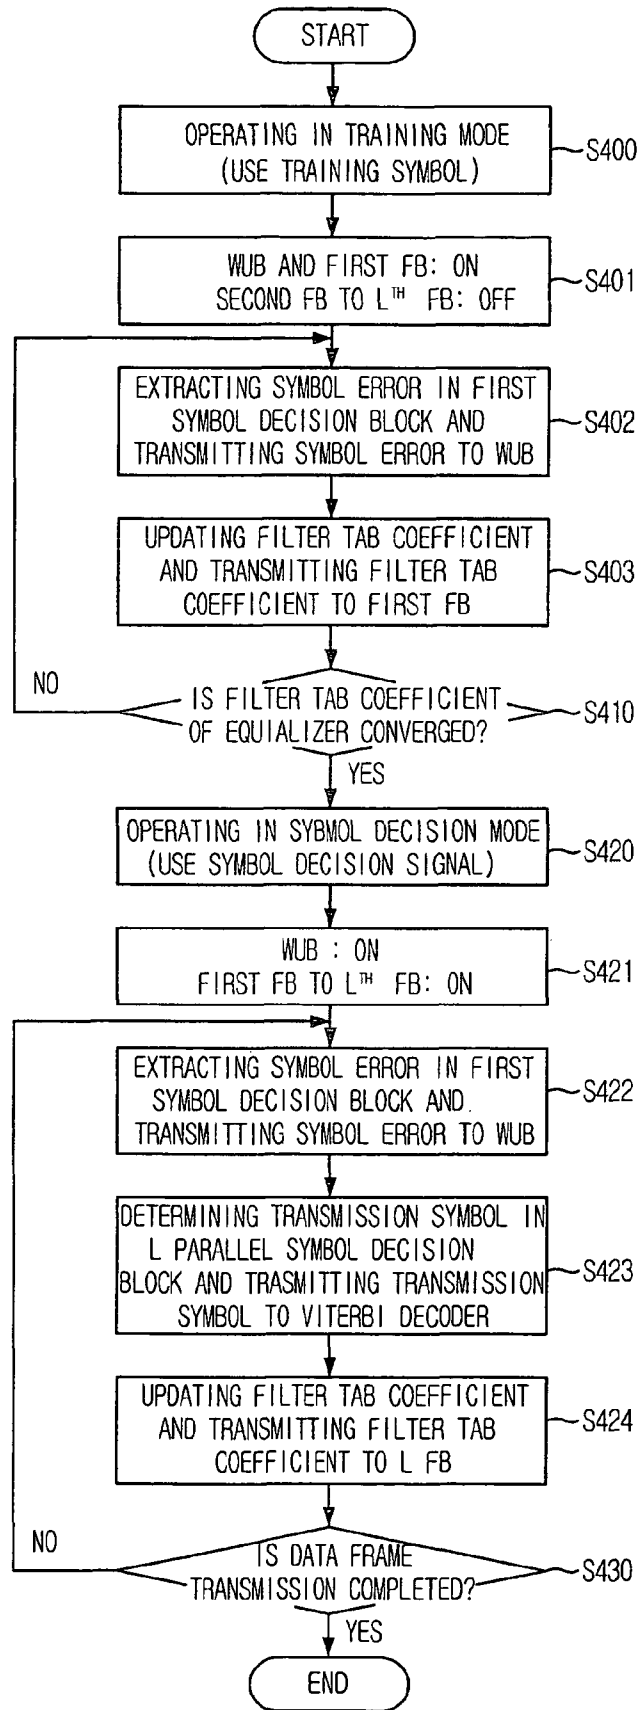 START
OPERATING IN TRAINING MODE
(USE TRAINING SYMBOL)
S400
WUB AND FIRST FB: ON
SECOND FB TO LTH FB: OFF
S401
EXTRACTING SYMBOL ERROR IN FIRST
SYMBOL DECISION BLOCK AND
TRANSMITTING SYMBOL ERROR TO WUB
S402
UPDATING FILTER TAB COEFFICIENT
AND TRANSMITTING FILTER TAB
COEFFICIENT TO FIRST FB
S403
NO
IS FILTER TAB COEFFICIENT
OF EQUIALIZER CONVERGED?
S410
YES
OPERATING IN SYBMOL DECISION MODE
(USE SYMBOL DECISION SIGNAL)
S420
WUB : ON
FIRST FB TO LTH FB: ON
S421
EXTRACTING SYMBOL ERROR IN FIRST
SYMBOL DECISION BLOCK AND.
TRANSMITTING SYMBOL ERROR TO WUB
S422
DETERMINING TRANSMISSION SYMBOL IN
L PARALLEL SYMBOL DECISION
BLOCK AND TRASMITTING TRANSMISSION
SYMBOL TO VITERBI DECODER
S423
UPDATING FILTER TAB COEFFICIENT
AND TRANSMITTING FILTER TAB
COEFFICIENT TO L FB
S424
NO
IS DATA FRAME
TRANSMISSION COMPLETED?
S430
YES
END